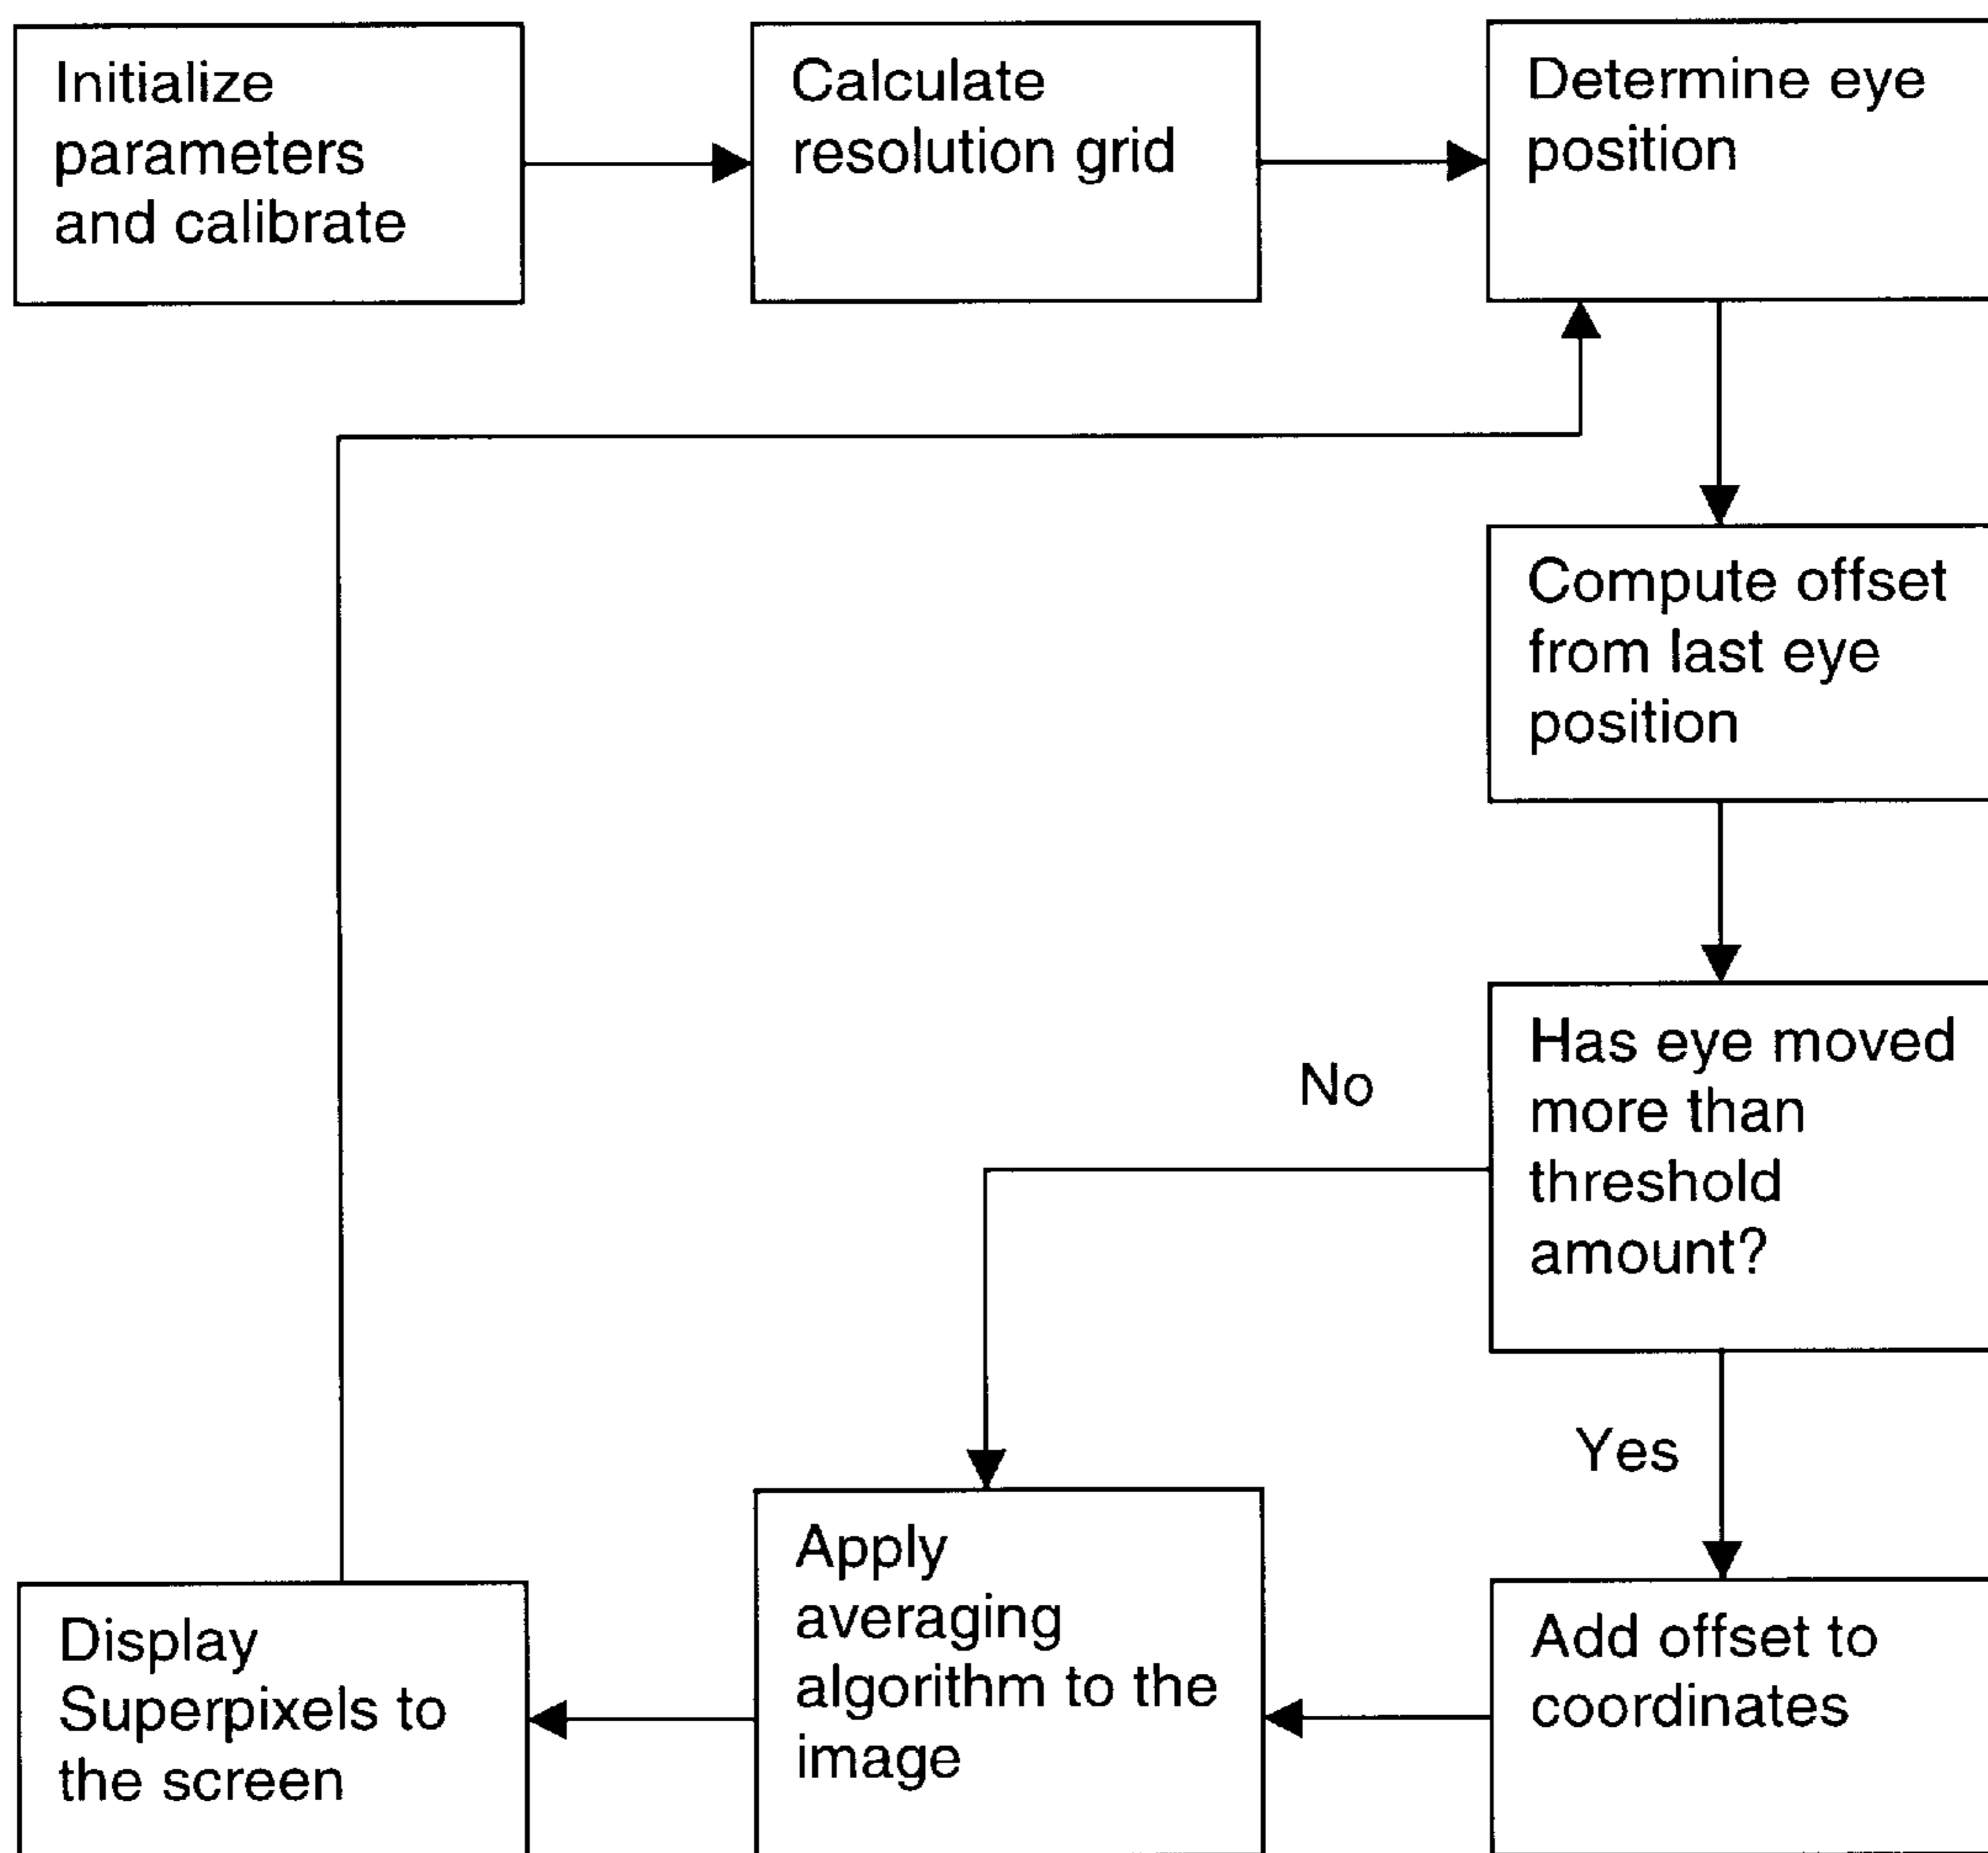 Initialize
parameters
and calibrate
Calculate
resolution grid
Determine eye
position
Compute offset
from last eye
position
Has eye moved
more than
threshold
amount?
No
Yes
Add offset to
coordinates
Apply
averaging
algorithm to the
image
Display
Superpixels to
the screen